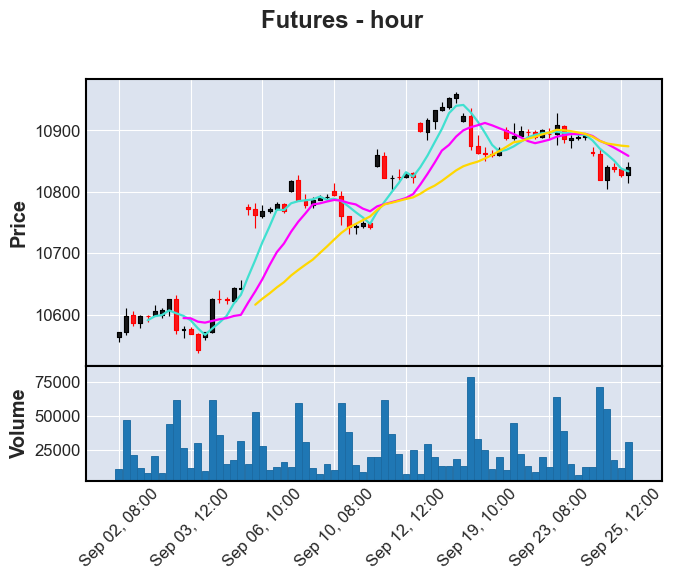 Futures - hour
Price
10900
10800
10700
10600
Volume
75000
50000
25000
Sep 02, 08:00
Sep 03, 12:00
Sep 06, 10:00
Sep 10, 08:00
Sep 12, 12:00
Sep 19, 10:00
Sep 23, 08:00
Sep 25, 12:00